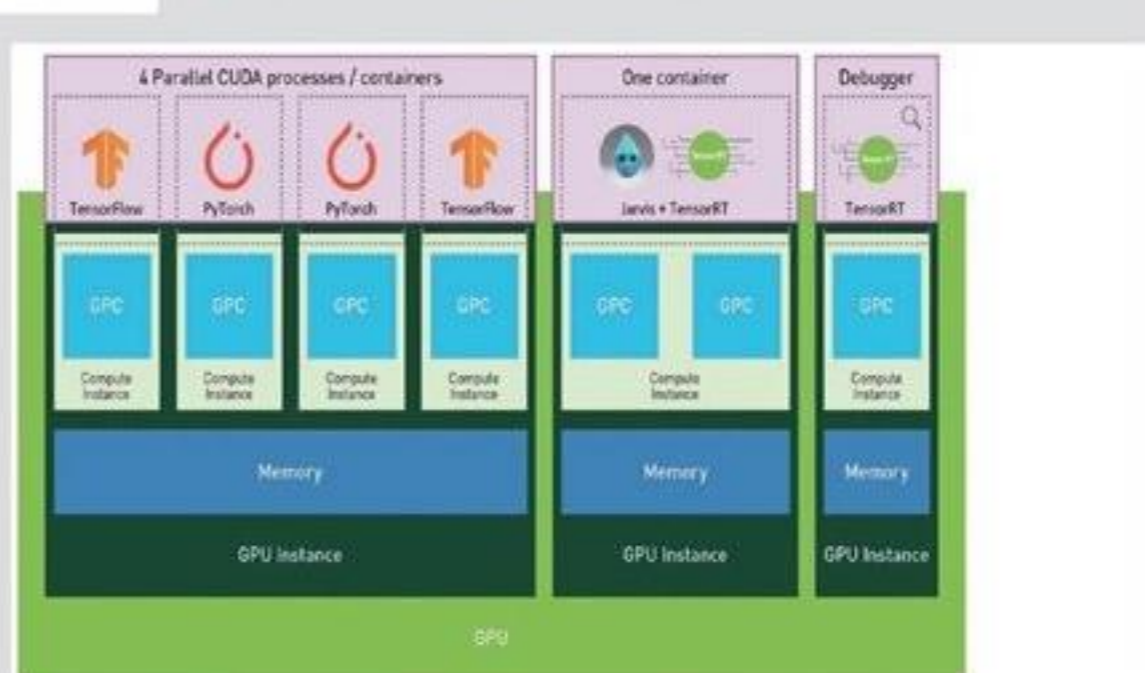 4 Parallel CUDA processes / containers
One container
Debugger
TensorFlow
PyTorch
PyTorch
TensorFlow
Jarvis + TensorRT
TensorRT
TensorRT
TensorRT
GPC
GPC
GPC
GPC
GPC
GPC
GPC
Compute
Instance
Compute
Instance
Compute
Instance
Compute
Instance
Compute
Instance
Compute
Instance
Memory
Memory
Memory
GPU Instance
GPU Instance
GPU Instance
GPU